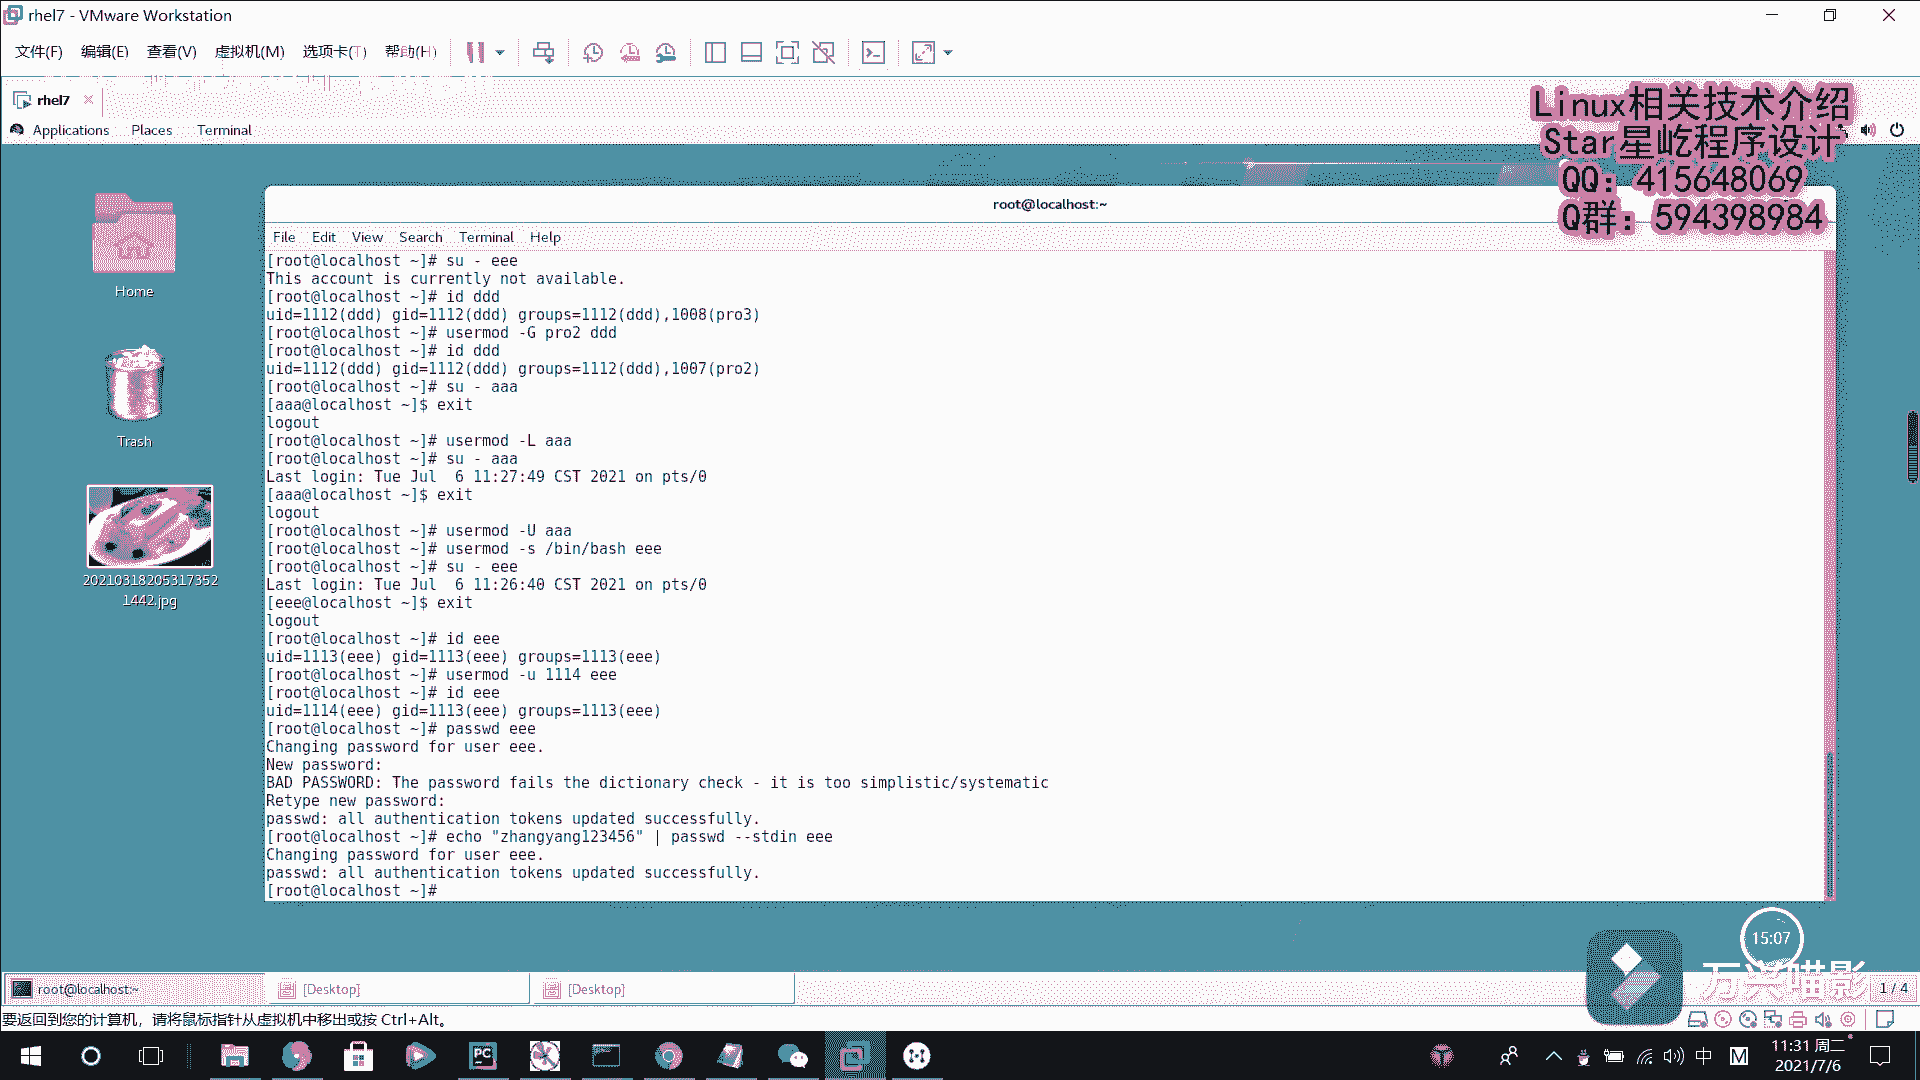 rhel7 - VMware Workstation
文件(F) 编辑(E) 查看(V) 虚拟机(M) 选项卡(T) 帮助(H)
rhel7
Linux相关技术介绍
Applications Places Terminal
Star星屹程序设计
QQ: 415648069
Q群: 594398984
root@localhost:~
File Edit View Search Terminal Help
[root@localhost ~]# su - eee
This account is currently not available.
[root@localhost ~]# id ddd
uid=1112(ddd) gid=1112(ddd) groups=1112(ddd),1008(pro3)
[root@localhost ~]# usermod -G pro2 ddd
[root@localhost ~]# id ddd
uid=1112(ddd) gid=1112(ddd) groups=1112(ddd),1007(pro2)
[root@localhost ~]# su - aaa
[aaa@localhost ~]$ exit
logout
[root@localhost ~]# usermod -L aaa
[root@localhost ~]# su - aaa
Last login: Tue Jul  6 11:27:49 CST 2021 on pts/0
[aaa@localhost ~]$ exit
logout
[root@localhost ~]# usermod -U aaa
[root@localhost ~]# usermod -s /bin/bash eee
[root@localhost ~]# su - eee
Last login: Tue Jul  6 11:26:40 CST 2021 on pts/0
[eee@localhost ~]$ exit
logout
[root@localhost ~]# id eee
uid=1113(eee) gid=1113(eee) groups=1113(eee)
[root@localhost ~]# usermod -u 1114 eee
[root@localhost ~]# id eee
uid=1114(eee) gid=1113(eee) groups=1113(eee)
[root@localhost ~]# passwd eee
Changing password for user eee.
New password:
BAD PASSWORD: The password fails the dictionary check - it is too simplistic/systematic
Retype new password:
passwd: all authentication tokens updated successfully.
[root@localhost ~]# echo "zhangyang123456" | passwd --stdin eee
Changing password for user eee.
passwd: all authentication tokens updated successfully.
[root@localhost ~]#
Home
Trash
20210318205317352
1442.jpg
15:07
万兴喵影
root@localhost:~
[Desktop]
[Desktop]
1 / 4
要返回到您的计算机，请将鼠标指针从虚拟机中移出或按 Ctrl+Alt。
PC
中
M
11:31 周二
2021/7/6